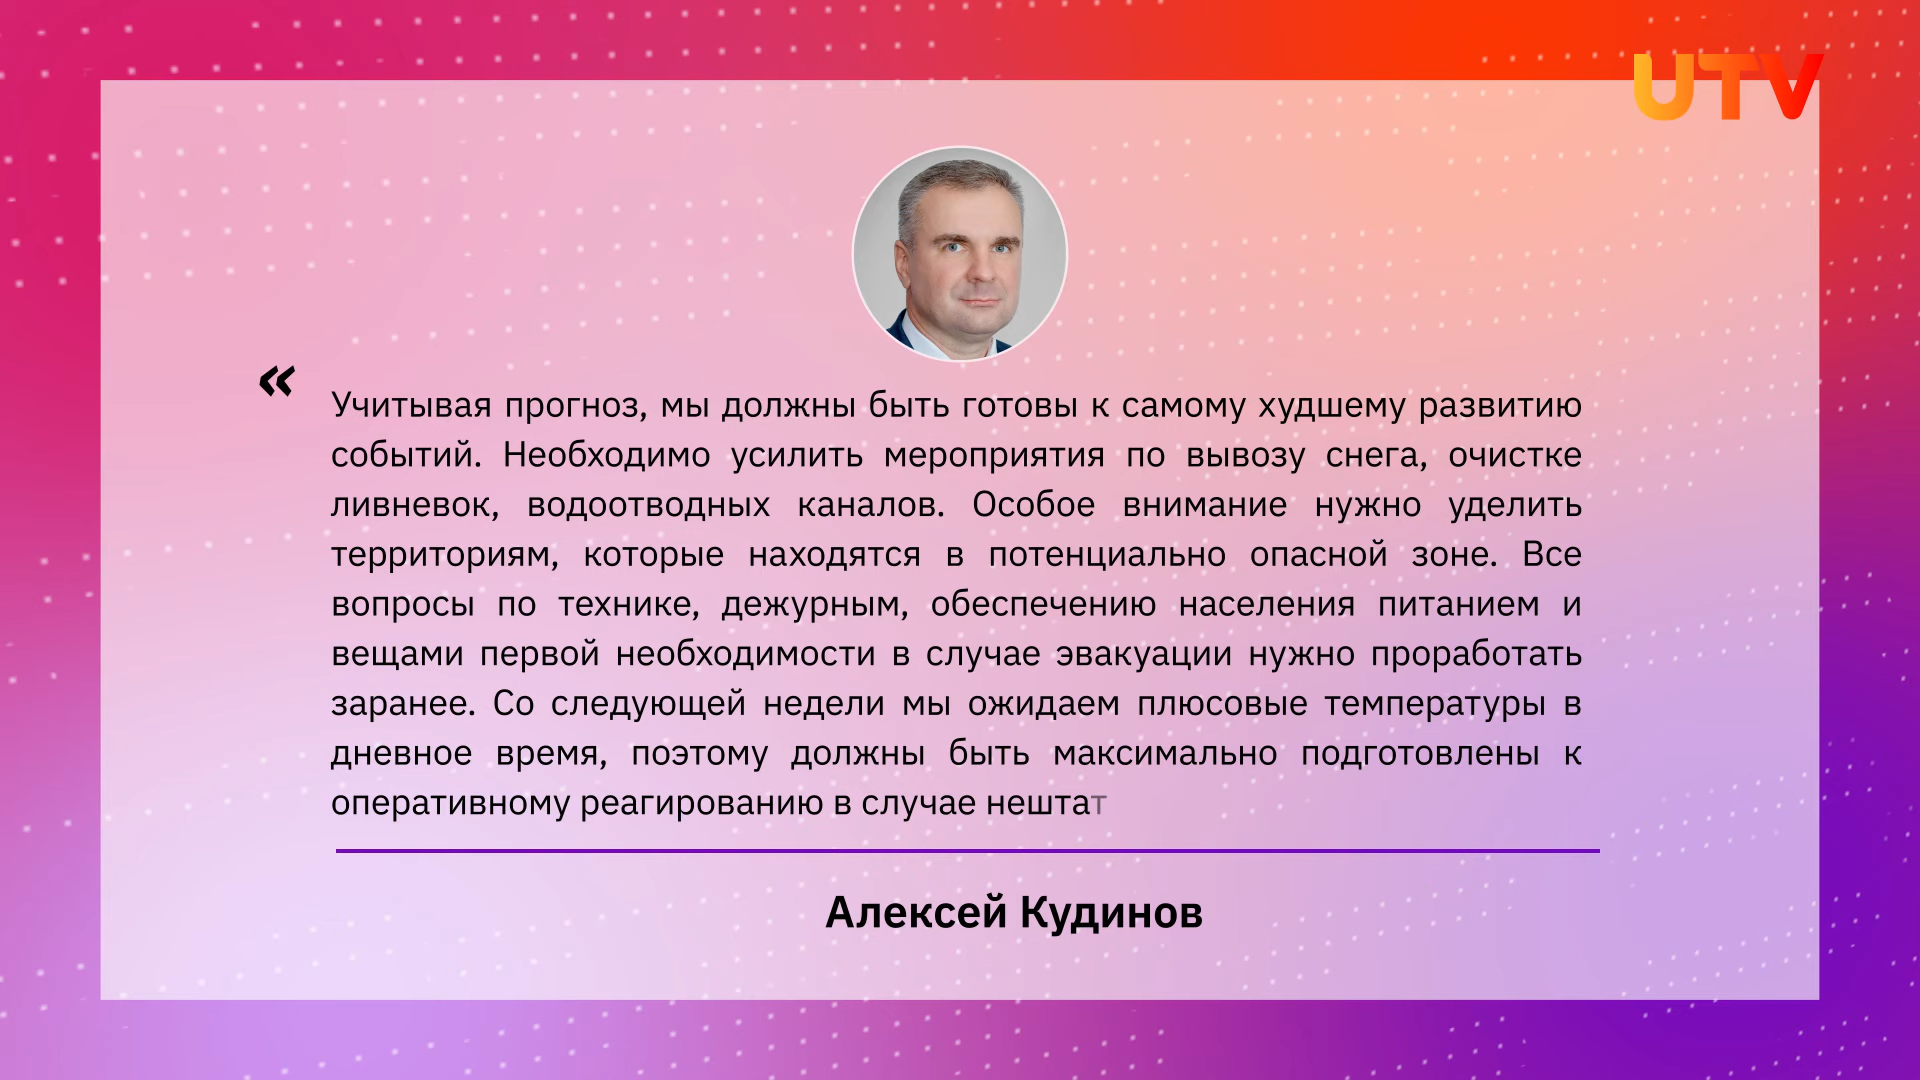 UTV
«
Учитывая прогноз, мы должны быть готовы к самому худшему развитию
событий. Необходимо усилить мероприятия по вывозу снега, очистке
ливневок, водоотводных каналов. Особое внимание нужно уделить
территориям, которые находятся в потенциально опасной зоне. Все
вопросы по технике, дежурным, обеспечению населения питанием и
вещами первой необходимости в случае эвакуации нужно проработать
заранее. Со следующей недели мы ожидаем плюсовые температуры в
дневное время, поэтому должны быть максимально подготовлены к
оперативному реагированию в случае нештат
Алексей Кудинов